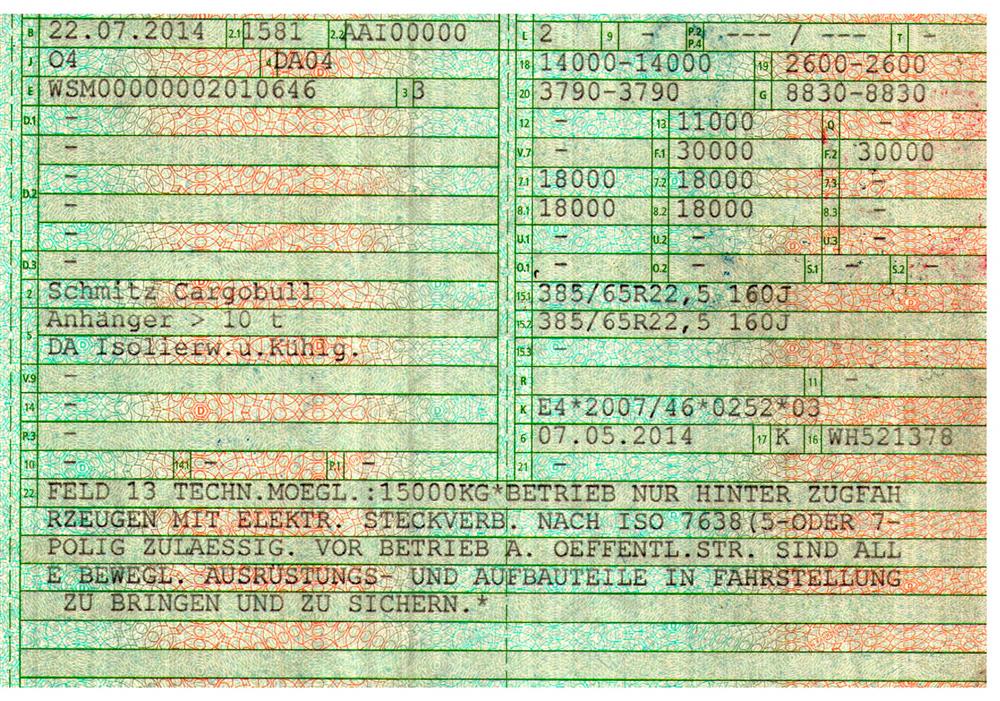 B 22.07.2014 2.1 1581 2.2 AAI00000
J O4 4 DA04
E WSM00000002010646 3 3
D.1 -
-
D.2 -
-
-
D.3 -
2 Schmitz Cargobull
Anhänger > 10 t
5 DA Isolierw.u.Kühlg.
V.9 -
14 -
P.3 -
10 - 14.1 - P.1 -
L 2 9 - P.2 P.4 --- / --- T -
18 14000-14000 19 2600-2600
20 3790-3790 G 8830-8830
12 - 13 11000 Q -
V.7 - F.1 30000 F.2 30000
7.1 18000 7.2 18000 7.3 -
8.1 18000 8.2 18000 8.3 -
U.1 - U.2 - U.3 -
O.1 - O.2 - S.1 - S.2 -
15.1 385/65R22,5 160J
15.2 385/65R22,5 160J
15.3 -
R 11 -
K E4*2007/46*0252*03
6 07.05.2014 17 K 16 WH521378
21 -
22 FELD 13 TECHN.MOEGL.:15000KG*BETRIEB NUR HINTER ZUGFAH
RZEUGEN MIT ELEKTR. STECKVERB. NACH ISO 7638(5-ODER 7-
POLIG ZULAESSIG. VOR BETRIEB A. OEFFENTL.STR. SIND ALL
E BEWEGL. AUSRÜSTUNGS- UND AUFBAUTEILE IN FAHRSTELLUNG
ZU BRINGEN UND ZU SICHERN.*